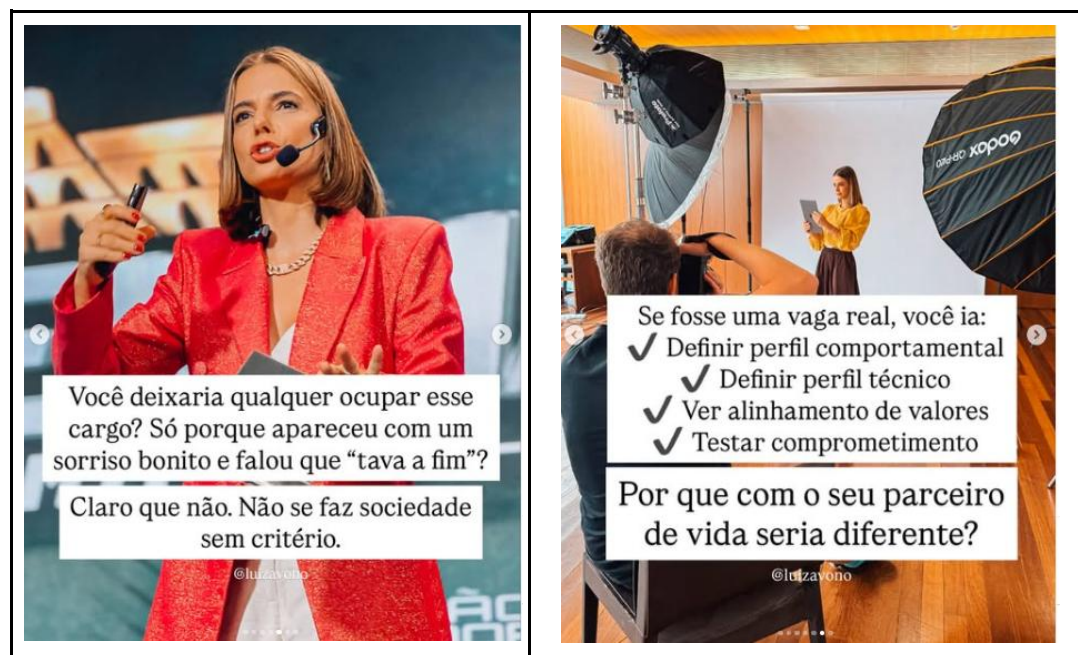 Você deixaria qualquer ocupar esse
cargo? Só porque apareceu com um
sorriso bonito e falou que “tava a fim”?
Claro que não. Não se faz sociedade
sem critério.
@luizavono
ÃO
Godox
Se fosse uma vaga real, você ia:
✓ Definir perfil comportamental
✓ Definir perfil técnico
✓ Ver alinhamento de valores
✓ Testar comprometimento
Por que com o seu parceiro
de vida seria diferente?
@luizavono